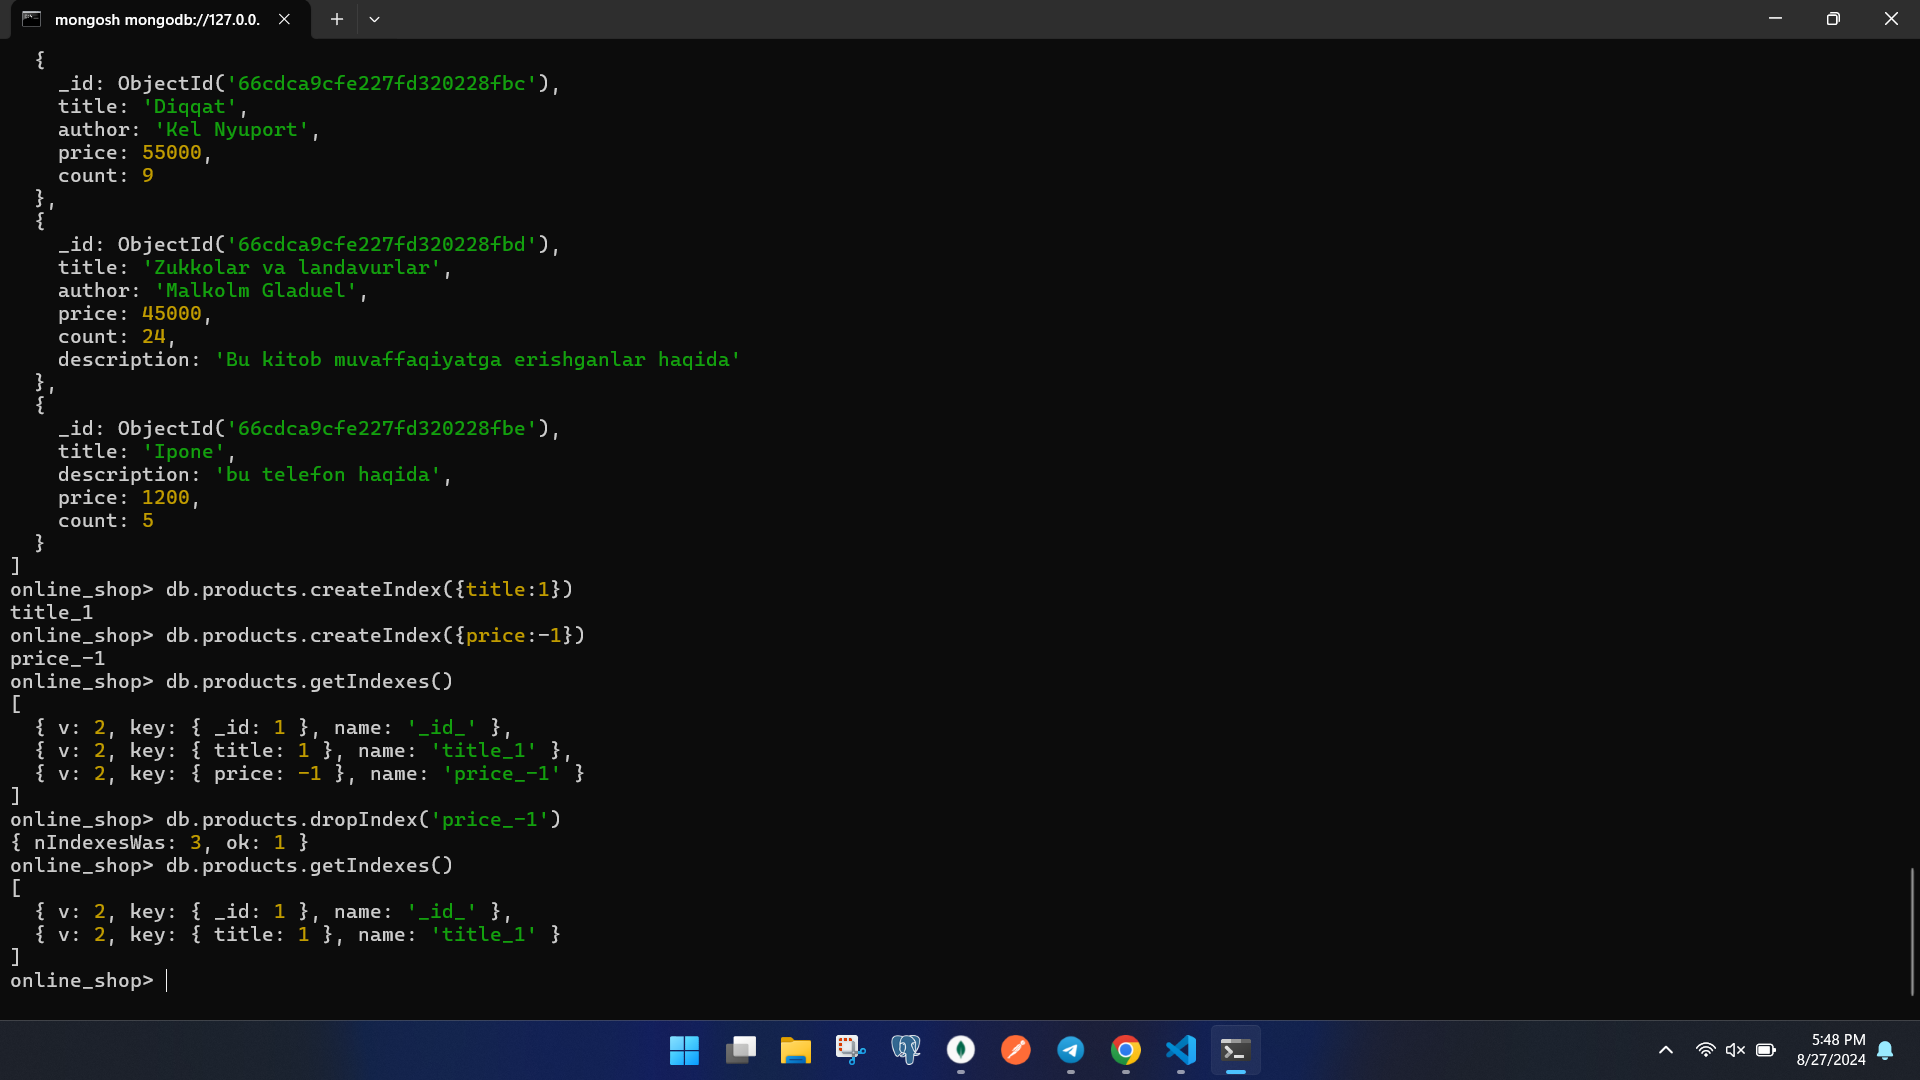 mongosh mongodb://127.0.0.
  {
    _id: ObjectId('66cdca9cfe227fd320228fbc'),
    title: 'Diqqat',
    author: 'Kel Nyuport',
    price: 55000,
    count: 9
  },
  {
    _id: ObjectId('66cdca9cfe227fd320228fbd'),
    title: 'Zukkolar va landavurlar',
    author: 'Malkolm Gladuel',
    price: 45000,
    count: 24,
    description: 'Bu kitob muvaffaqiyatga erishganlar haqida'
  },
  {
    _id: ObjectId('66cdca9cfe227fd320228fbe'),
    title: 'Ipone',
    description: 'bu telefon haqida',
    price: 1200,
    count: 5
  }
]
online_shop> db.products.createIndex({title:1})
title_1
online_shop> db.products.createIndex({price:-1})
price_-1
online_shop> db.products.getIndexes()
[
  { v: 2, key: { _id: 1 }, name: '_id_' },
  { v: 2, key: { title: 1 }, name: 'title_1' },
  { v: 2, key: { price: -1 }, name: 'price_-1' }
]
online_shop> db.products.dropIndex('price_-1')
{ nIndexesWas: 3, ok: 1 }
online_shop> db.products.getIndexes()
[
  { v: 2, key: { _id: 1 }, name: '_id_' },
  { v: 2, key: { title: 1 }, name: 'title_1' }
]
online_shop>
5:48 PM
8/27/2024